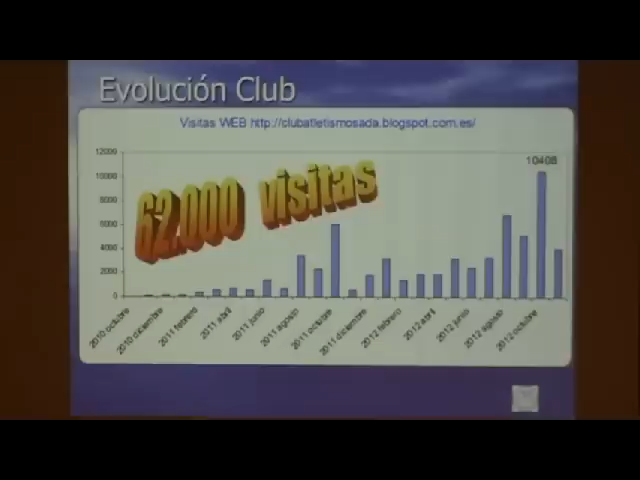 Evolución Club
Visitas WEB http://clubatletismosada.blogspot.com.es/
62.000 visitas
12000
10000
8000
6000
4000
2000
0
10408
2010 octubre
2010 diciembre
2011 febrero
2011 abril
2011 junio
2011 agosto
2011 octubre
2011 diciembre
2012 febrero
2012 abril
2012 junio
2012 agosto
2012 octubre